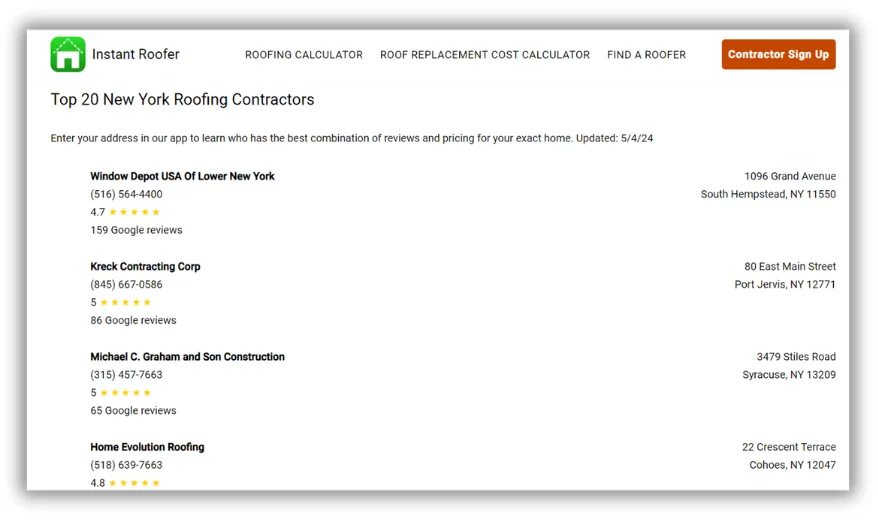 Instant Roofer ROOFING CALCULATOR ROOF REPLACEMENT COST CALCULATOR FIND A ROOFER Contractor Sign Up
Top 20 New York Roofing Contractors
Enter your address in our app to learn who has the best combination of reviews and pricing for your exact home. Updated: 5/4/24
Window Depot USA Of Lower New York 1096 Grand Avenue
(516) 564-4400 South Hempstead, NY 11550
4.7 ★ ★ ★ ★ ★
159 Google reviews
Kreck Contracting Corp 80 East Main Street
(845) 667-0586 Port Jervis, NY 12771
5 ★ ★ ★ ★ ★
86 Google reviews
Michael C. Graham and Son Construction 3479 Stiles Road
(315) 457-7663 Syracuse, NY 13209
5 ★ ★ ★ ★ ★
65 Google reviews
Home Evolution Roofing 22 Crescent Terrace
(518) 639-7663 Cohoes, NY 12047
4.8 ★ ★ ★ ★ ★